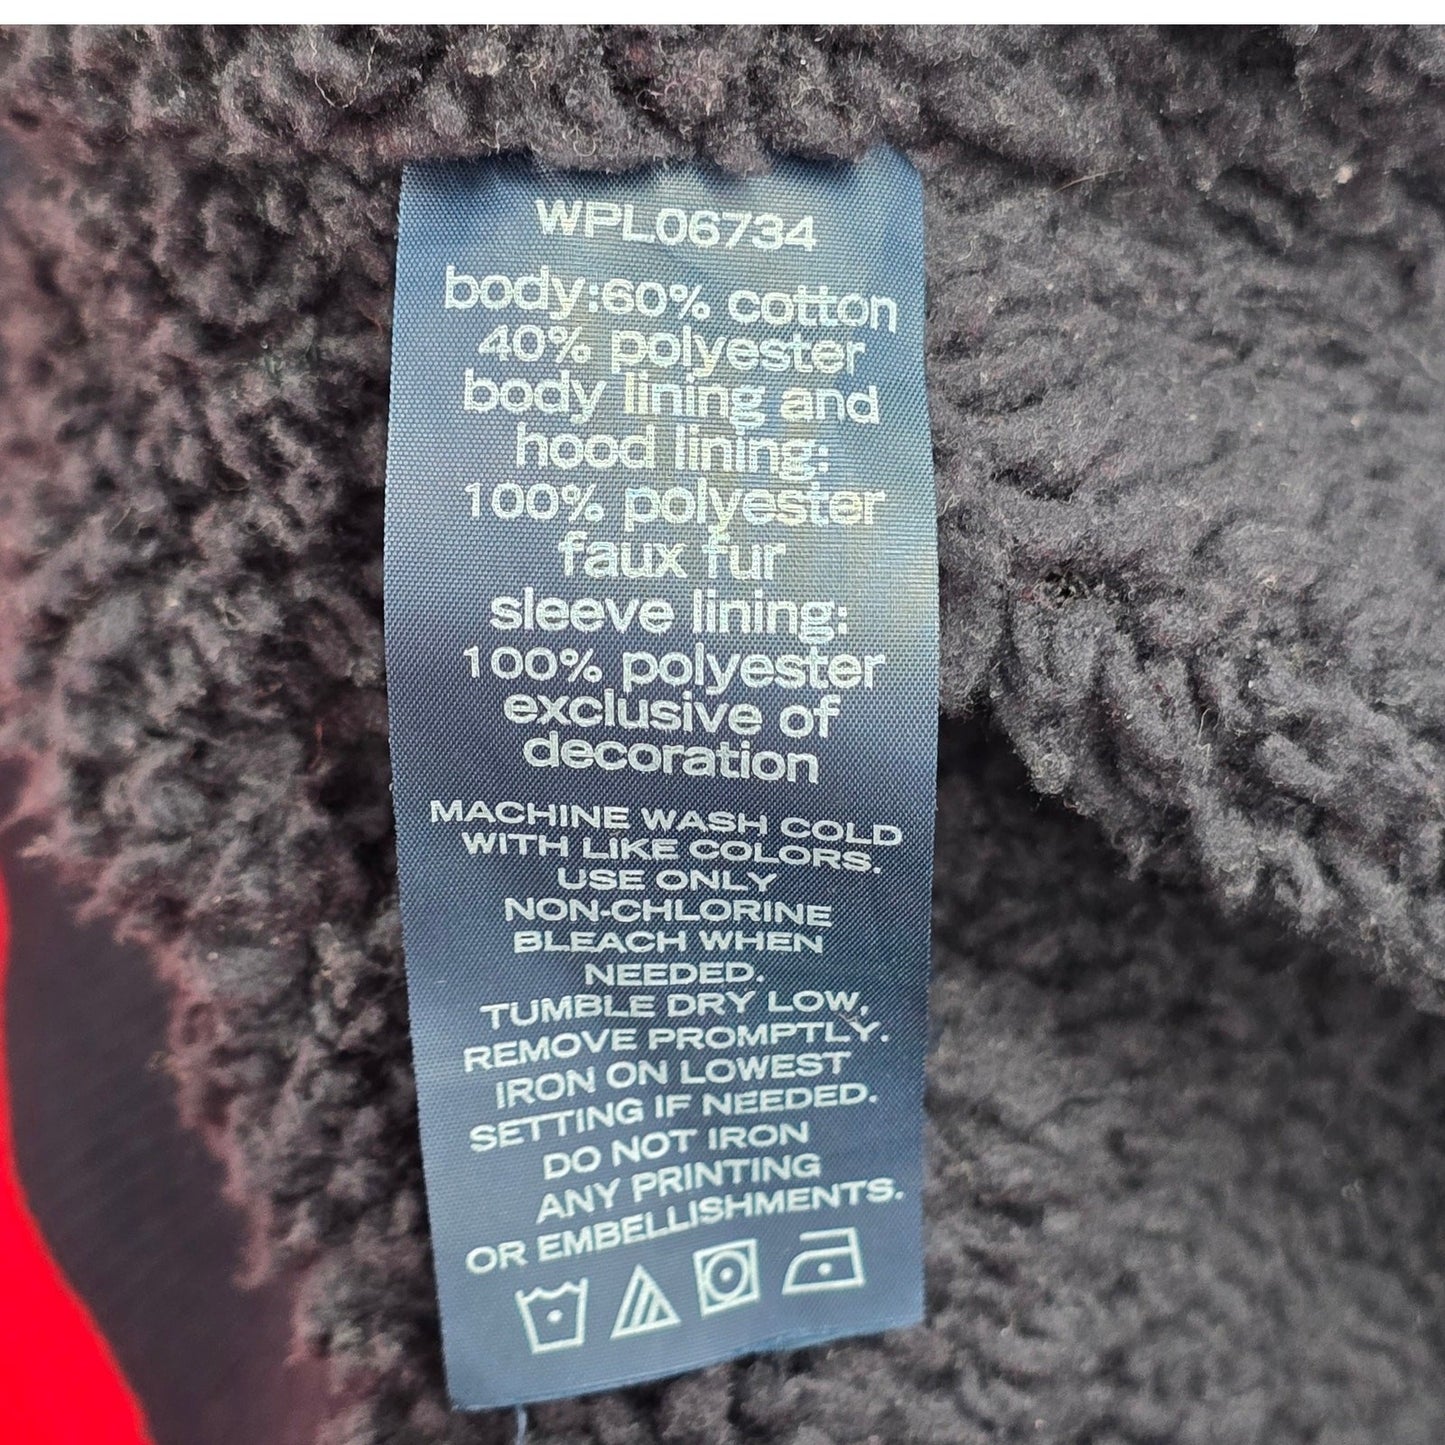 WPL06734
body:60% cotton
40% polyester
body lining and
hood lining:
100% polyester
faux fur
sleeve lining:
100% polyester
exclusive of
decoration
MACHINE WASH COLD
WITH LIKE COLORS.
USE ONLY
NON-CHLORINE
BLEACH WHEN
NEEDED.
TUMBLE DRY LOW,
REMOVE PROMPTLY.
IRON ON LOWEST
SETTING IF NEEDED.
DO NOT IRON
ANY PRINTING
OR EMBELLISHMENTS.